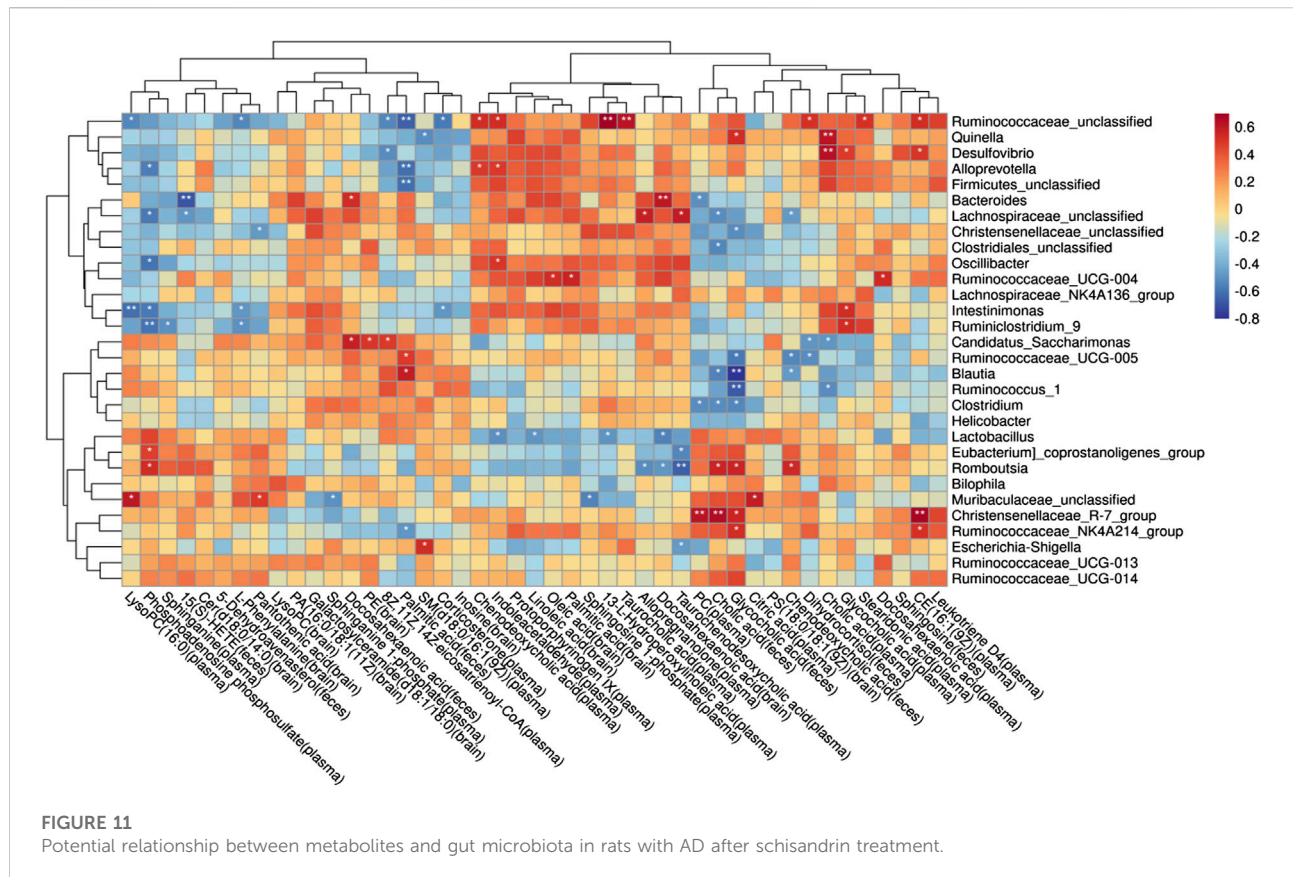 Ruminococcaceae_unclassified
Quinella
Desulfovibrio
Alloprevotella
Firmicutes_unclassified
Bacteroides
Lachnospiraceae_unclassified
Christensenellaceae_unclassified
Clostridiales_unclassified
Oscillibacter
Ruminococcaceae_UCG-004
Lachnospiraceae_NK4A136_group
Intestinimonas
Ruminiclostridium_9
Candidatus_Saccharimonas
Ruminococcaceae_UCG-005
Blautia
Ruminococcus_1
Clostridium
Helicobacter
Lactobacillus
Eubacterium]_coprostanoligenes_group
Romboutsia
Bilophila
Muribaculaceae_unclassified
Christensenellaceae_R-7_group
Ruminococcaceae_NK4A214_group
Escherichia-Shigella
Ruminococcaceae_UCG-013
Ruminococcaceae_UCG-014
0.6
0.4
0.2
0
-0.2
-0.4
-0.6
-0.8
LysoPC(16:0)(plasma)
Phosphoadenosine phosphosulfate(plasma)
Sphinganine(plasma)
15(S)-HETE(feces)
Cer(d18:0/14:0)(brain)
5-Dehydroavenasterol(feces)
L-Phenylalanine(brain)
Pantothenic acid(brain)
LysoPC(brain)
PA(16:0/18:1(11Z)(brain)
Galactosylceramide(d18:1/18:0)(brain)
Sphinganine 1-phosphate(plasma)
Docosahexaenoic acid(feces)
PE(brain)
8Z,11Z,14Z-eicosatrienoyl-CoA(plasma)
Palmitic acid(feces)
SM(d18:0/16:1(9Z)(plasma)
Corticosterone(plasma)
Inosine(brain)
Chenodeoxycholic acid(plasma)
Indoleacetaldehyde(plasma)
Protoporphyrinogen IX(plasma)
Linoleic acid(brain)
Oleic acid(brain)
Palmitic acid(brain)
Sphingosine 1-phosphate(plasma)
13-L-Hydroperoxylinoleic acid(plasma)
Taurocholic acid(plasma)
Allopregnanolone(plasma)
Docosahexaenoic acid(brain)
Taurochenodesoxycholic acid(plasma)
PC(plasma)
Cholic acid(feces)
Glycocholic acid(feces)
Citric acid(plasma)
PS(18:0/18:1(9Z)(brain)
Chenodeoxycholic acid(feces)
Dihydrocortisol(feces)
Cholic acid(plasma)
Glycocholic acid(plasma)
Stearidonic acid(plasma)
Docosahexaenoic acid(plasma)
Sphingosine(feces)
CE(16:1(9Z))(plasma)
Leukotriene D4(plasma)
FIGURE 11
Potential relationship between metabolites and gut microbiota in rats with AD after schisandrin treatment.